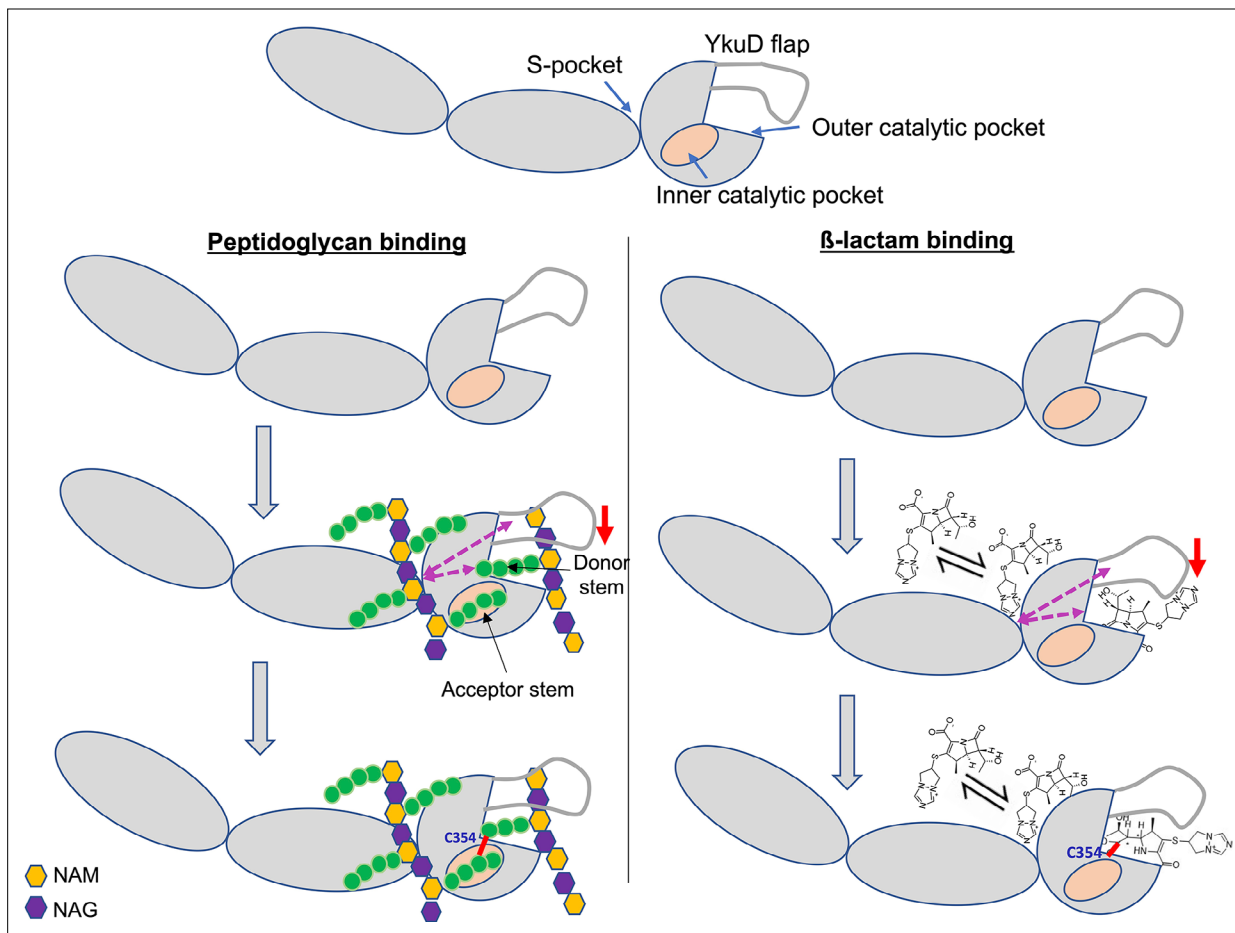 YkuD flap
S-pocket
Outer catalytic pocket
Inner catalytic pocket
Peptidoglycan binding
ß-lactam binding
Donor
stem
Acceptor stem
C354
C354
NAM
NAG